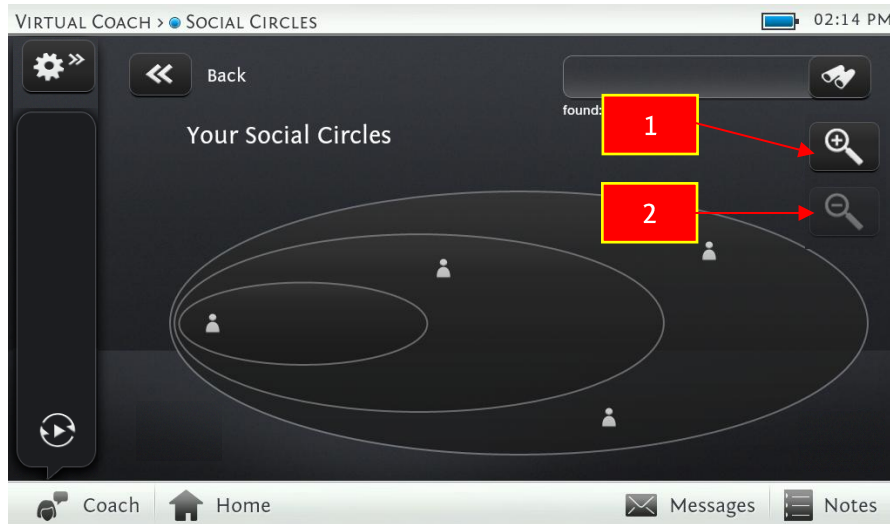 VIRTUAL COACH > SOCIAL CIRCLES 02:14 PM
Back
found:
Your Social Circles
1
2
Coach Home Messages Notes